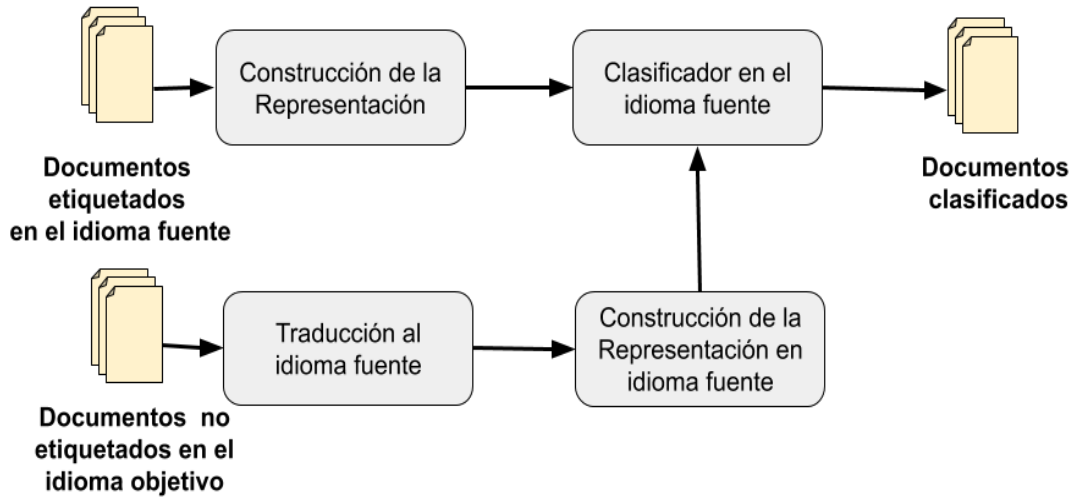 Construcción de la
Representación
Clasificador en el
idioma fuente
Documentos
etiquetados
en el idioma fuente
Documentos
clasificados
Traducción al
idioma fuente
Construcción de la
Representación en
idioma fuente
Documentos no
etiquetados en el
idioma objetivo